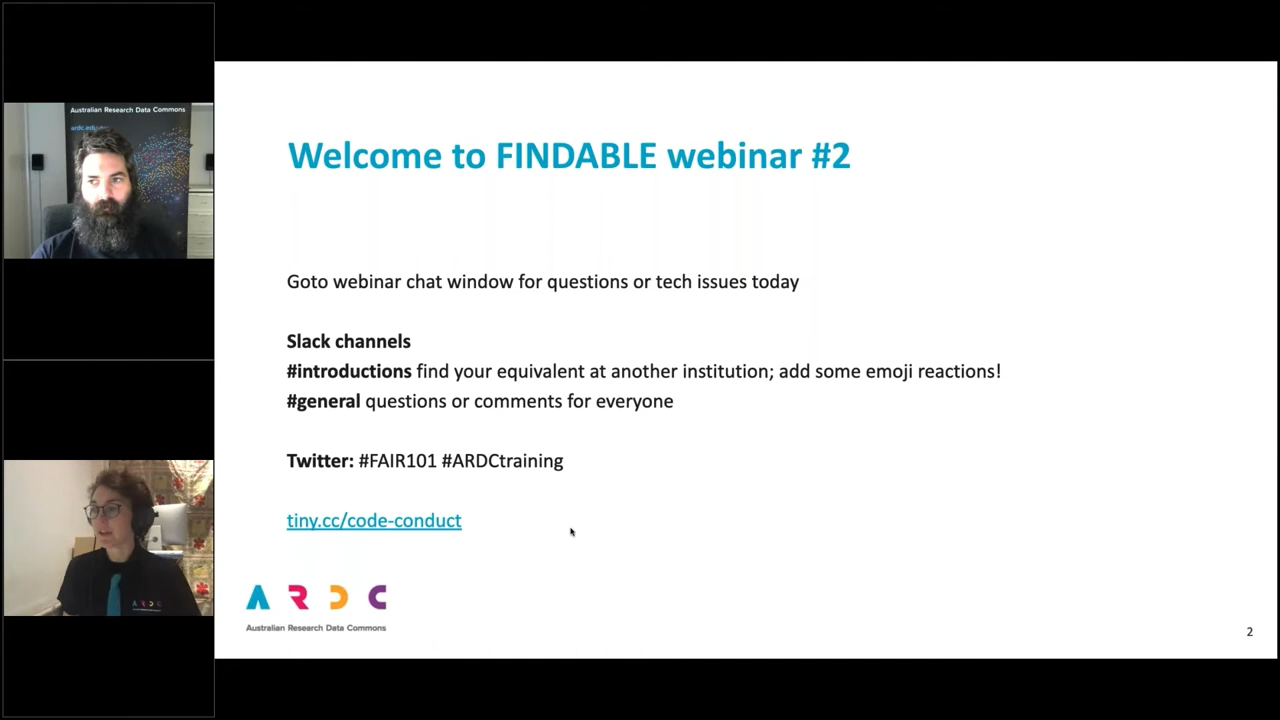 Australian Research Data Commons
Welcome to FINDABLE webinar #2
Goto webinar chat window for questions or tech issues today
Slack channels
#introductions find your equivalent at another institution; add some emoji reactions!
#general questions or comments for everyone
Twitter: #FAIR101 #ARDCtraining
tiny.cc/code-conduct
ARDC
ARDC
Australian Research Data Commons
2